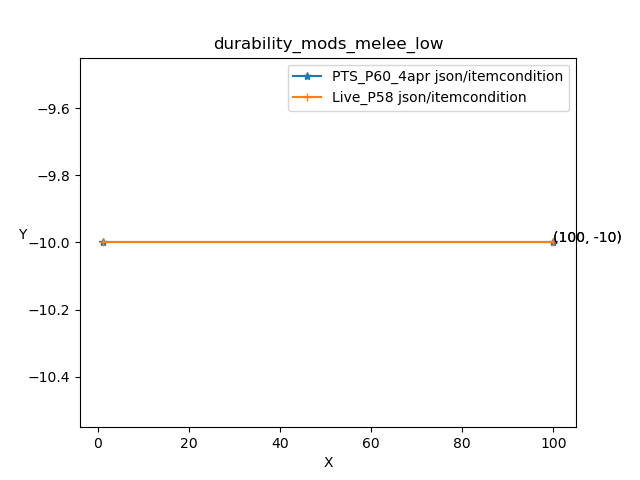 durability_mods_melee_low
PTS_P60_4apr json/itemcondition
Live_P58 json/itemcondition
−9.6
−9.8
Y
−10.0
(100, -10)
−10.2
−10.4
0
20
40
60
80
100
X